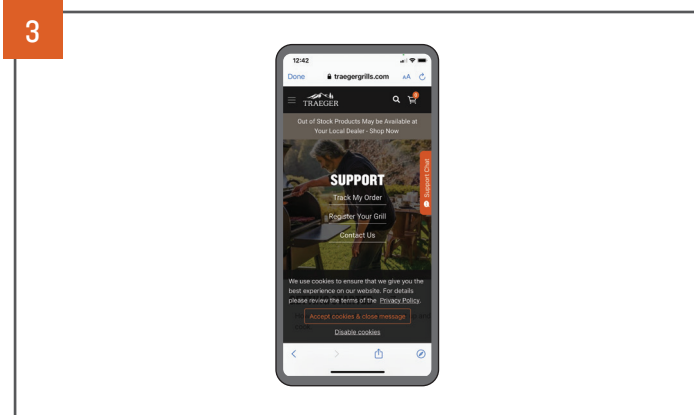 3
12:42
Done traegergrills.com AA
TRAEGER
Out of Stock Products May be Available at
Your Local Dealer - Shop Now
SUPPORT
Track My Order
Register Your Grill
Contact Us
Support Chat
We use cookies to ensure that we give you the
best experience on our website. For details
please review the terms of the Privacy Policy.
Accept cookies & close message
Disable cookies